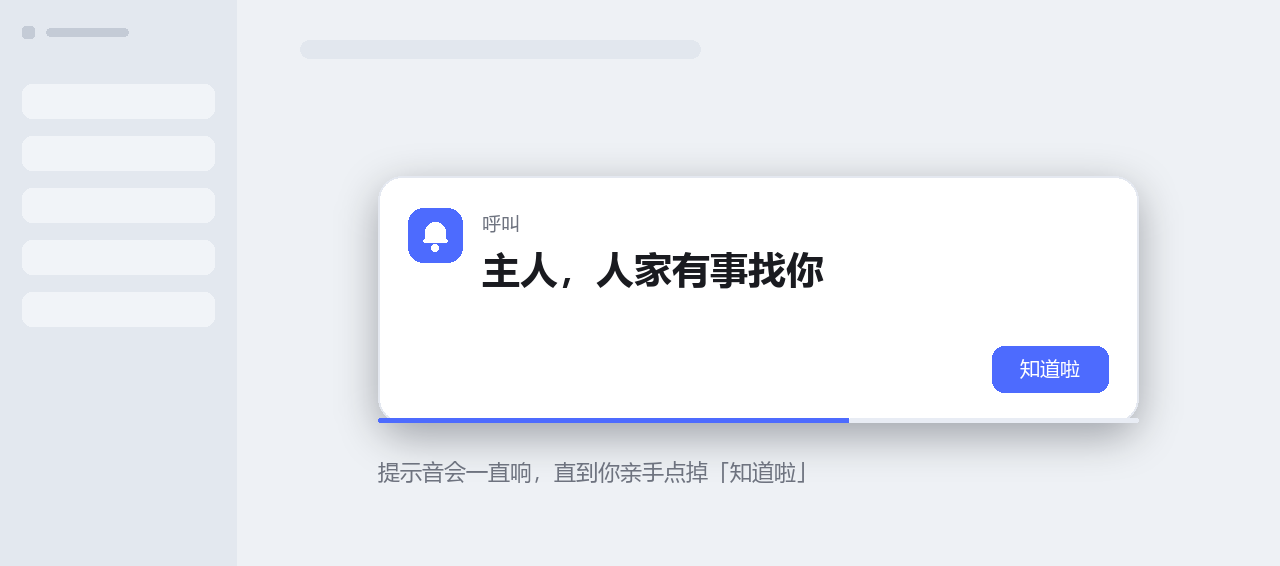 呼叫
主人，人家有事找你
知道啦
提示音会一直响，直到你亲手点掉「知道啦」